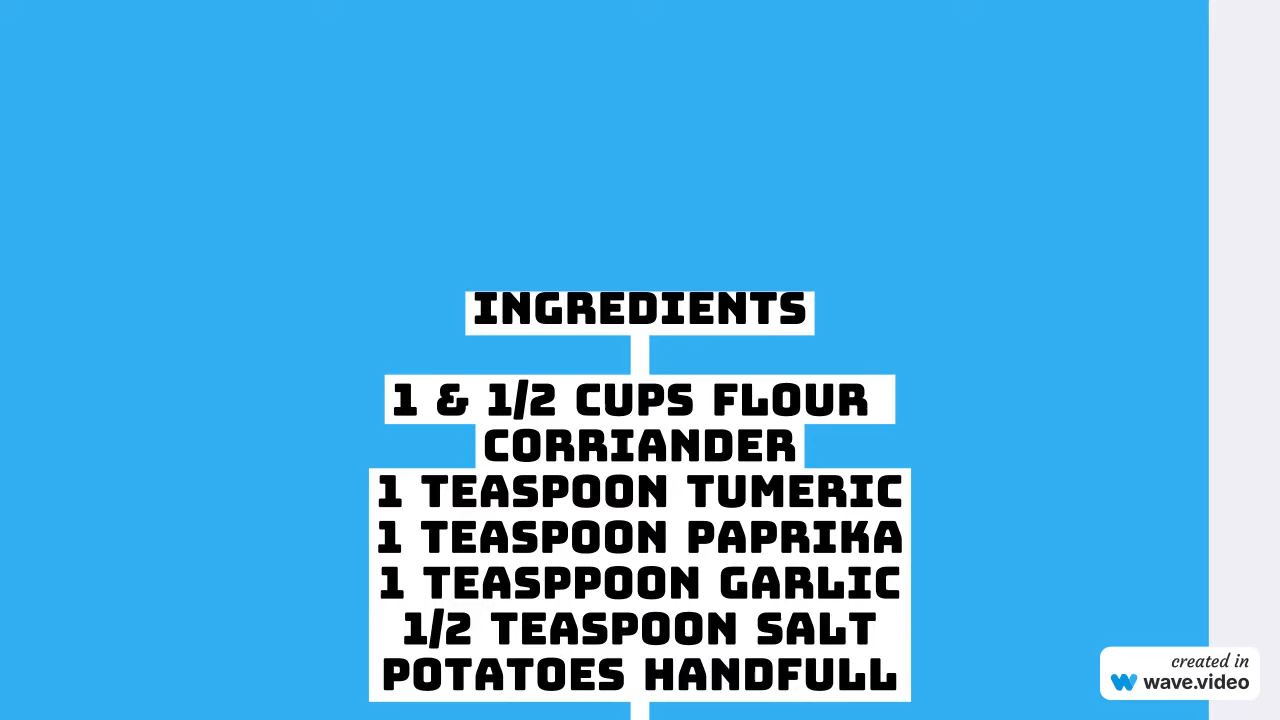 INGREDIENTS
1 & 1/2 CUPS FLOUR
CORRIANDER
1 TEASPOON TUMERIC
1 TEASPOON PAPRIKA
1 TEASPPOON GARLIC
1/2 TEASPOON SALT
POTATOES HANDFULL
created in
wave.video